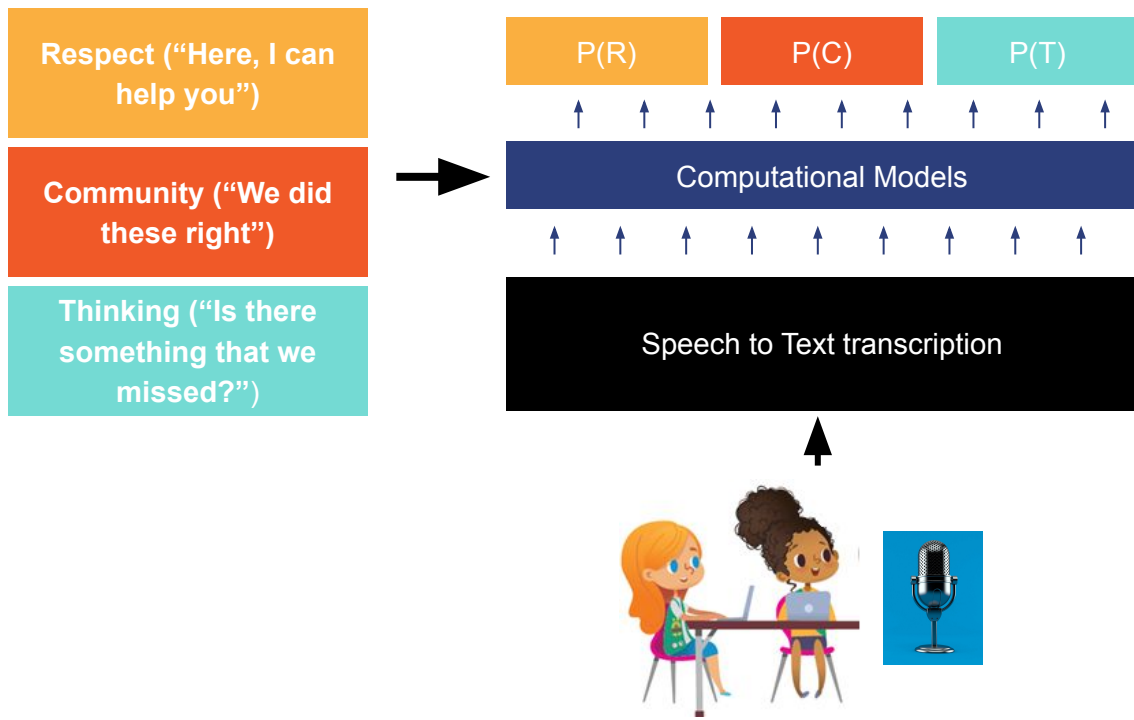 Respect (“Here, I can
help you”)
Community (“We did
these right”)
Thinking (“Is there
something that we
missed?”)
P(R)
P(C)
P(T)
Computational Models
Speech to Text transcription